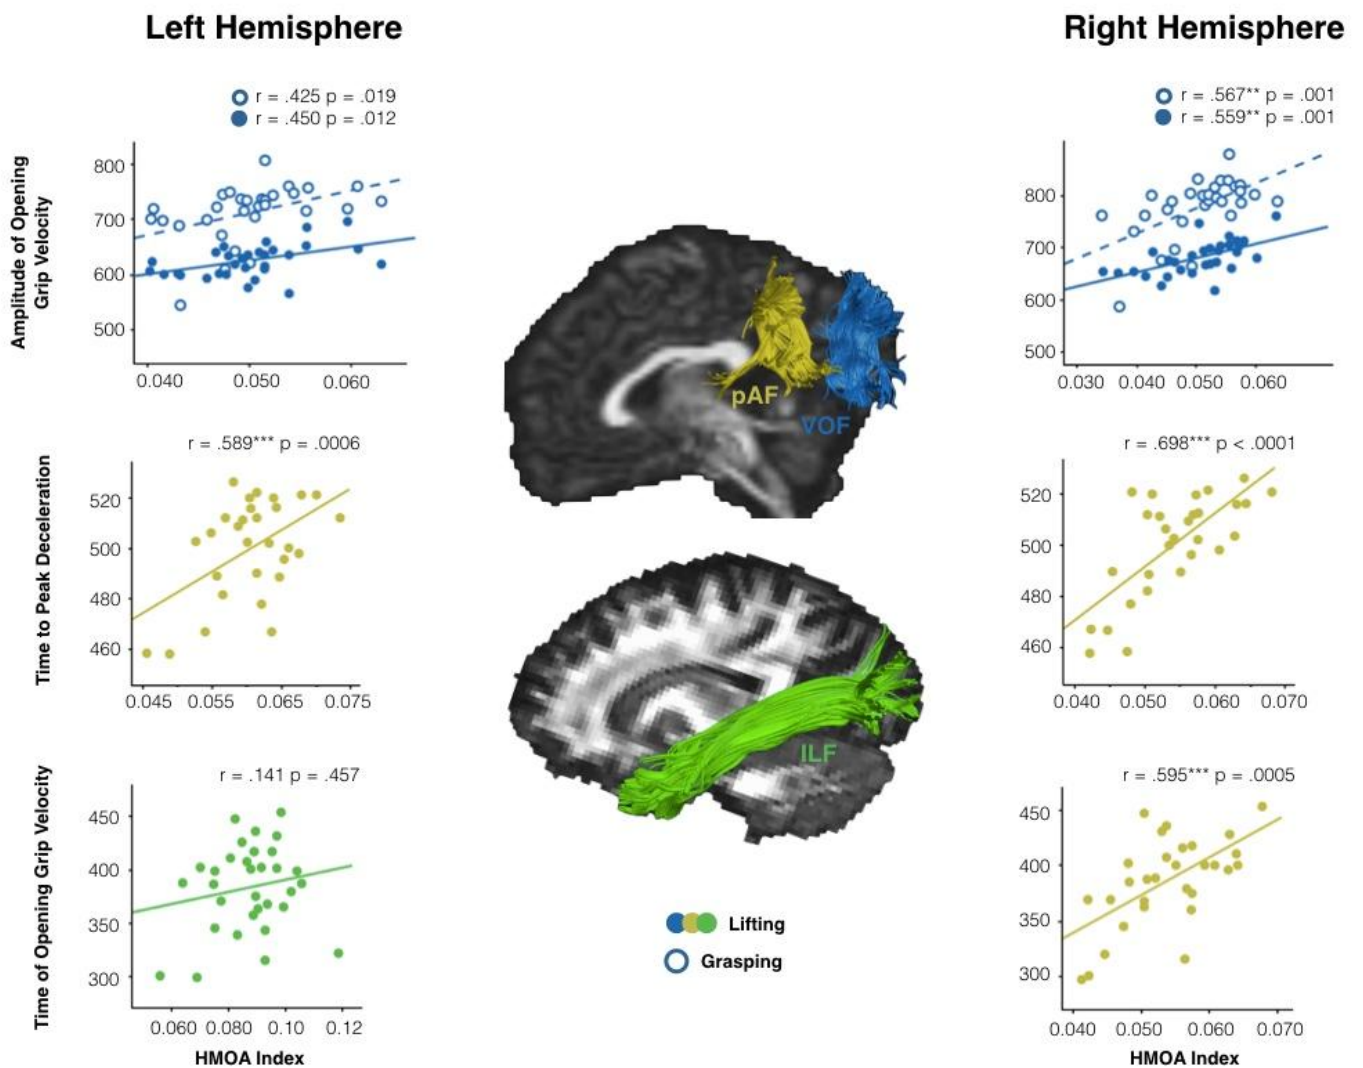 Left Hemisphere
Right Hemisphere
r = .425 p = .019
r = .450 p = .012
r = .567** p = .001
r = .559** p = .001
Amplitude of Opening
Grip Velocity
800
700
600
500
0.040 0.050 0.060
800
700
600
500
0.030 0.040 0.050 0.060
pAF
VOF
r = .589*** p = .0006
r = .698*** p < .0001
Time to Peak Deceleration
520
500
480
460
0.045 0.055 0.065 0.075
520
500
480
460
0.040 0.050 0.060 0.070
ILF
r = .141 p = .457
r = .595*** p = .0005
Time of Opening Grip Velocity
450
400
350
300
0.060 0.080 0.10 0.12
HMOA Index
450
400
350
300
0.040 0.050 0.060 0.070
HMOA Index
Lifting
Grasping